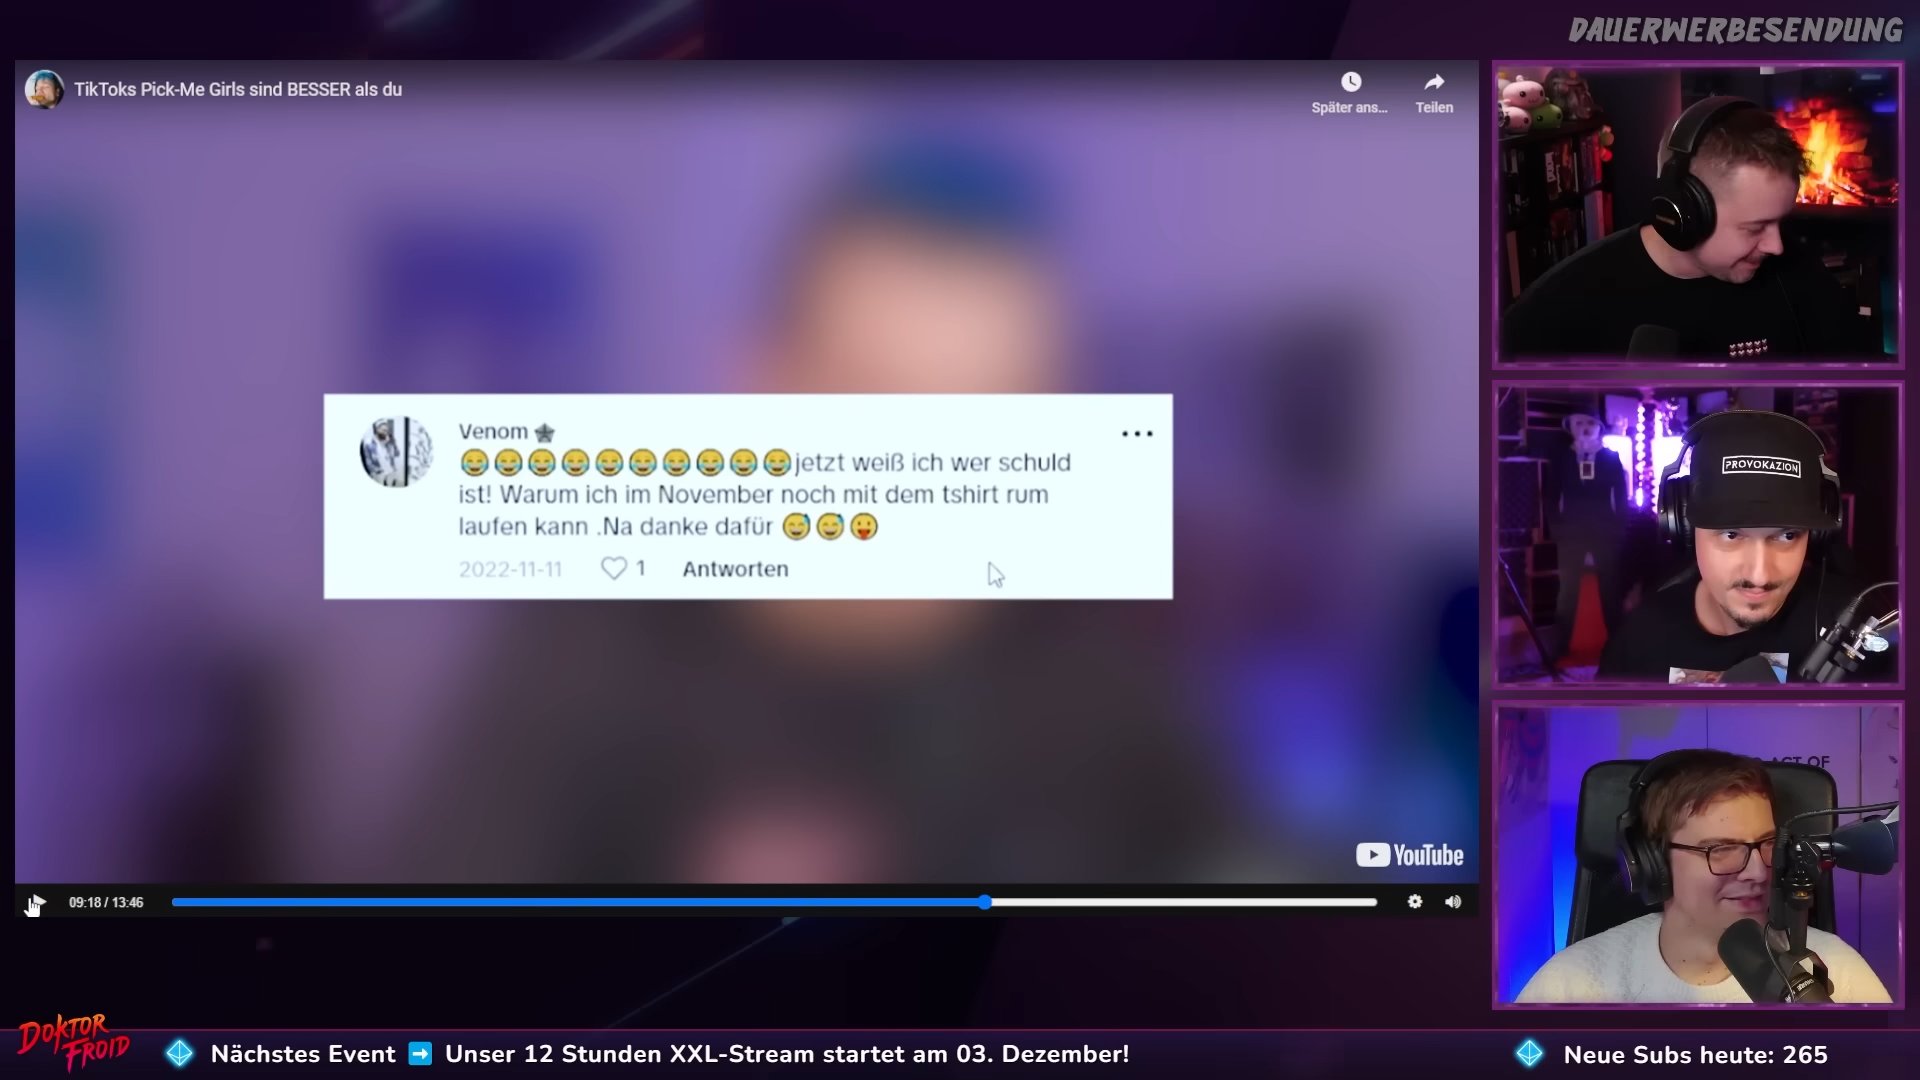 DAUERWERBESENDUNG
TikToks Pick-Me Girls sind BESSER als du
Später ans...
Teilen
Venom
😂😂😂😂😂😂😂😂😂😂jetzt weiß ich wer schuld
ist! Warum ich im November noch mit dem tshirt rum
laufen kann .Na danke dafür 😅😅😛
2022-11-11 1 Antworten
PROVOKAZION
ACT OF
YouTube
09:18 / 13:46
DOKTOR
FROID
Nächstes Event ➡ Unser 12 Stunden XXL-Stream startet am 03. Dezember!
Neue Subs heute: 265